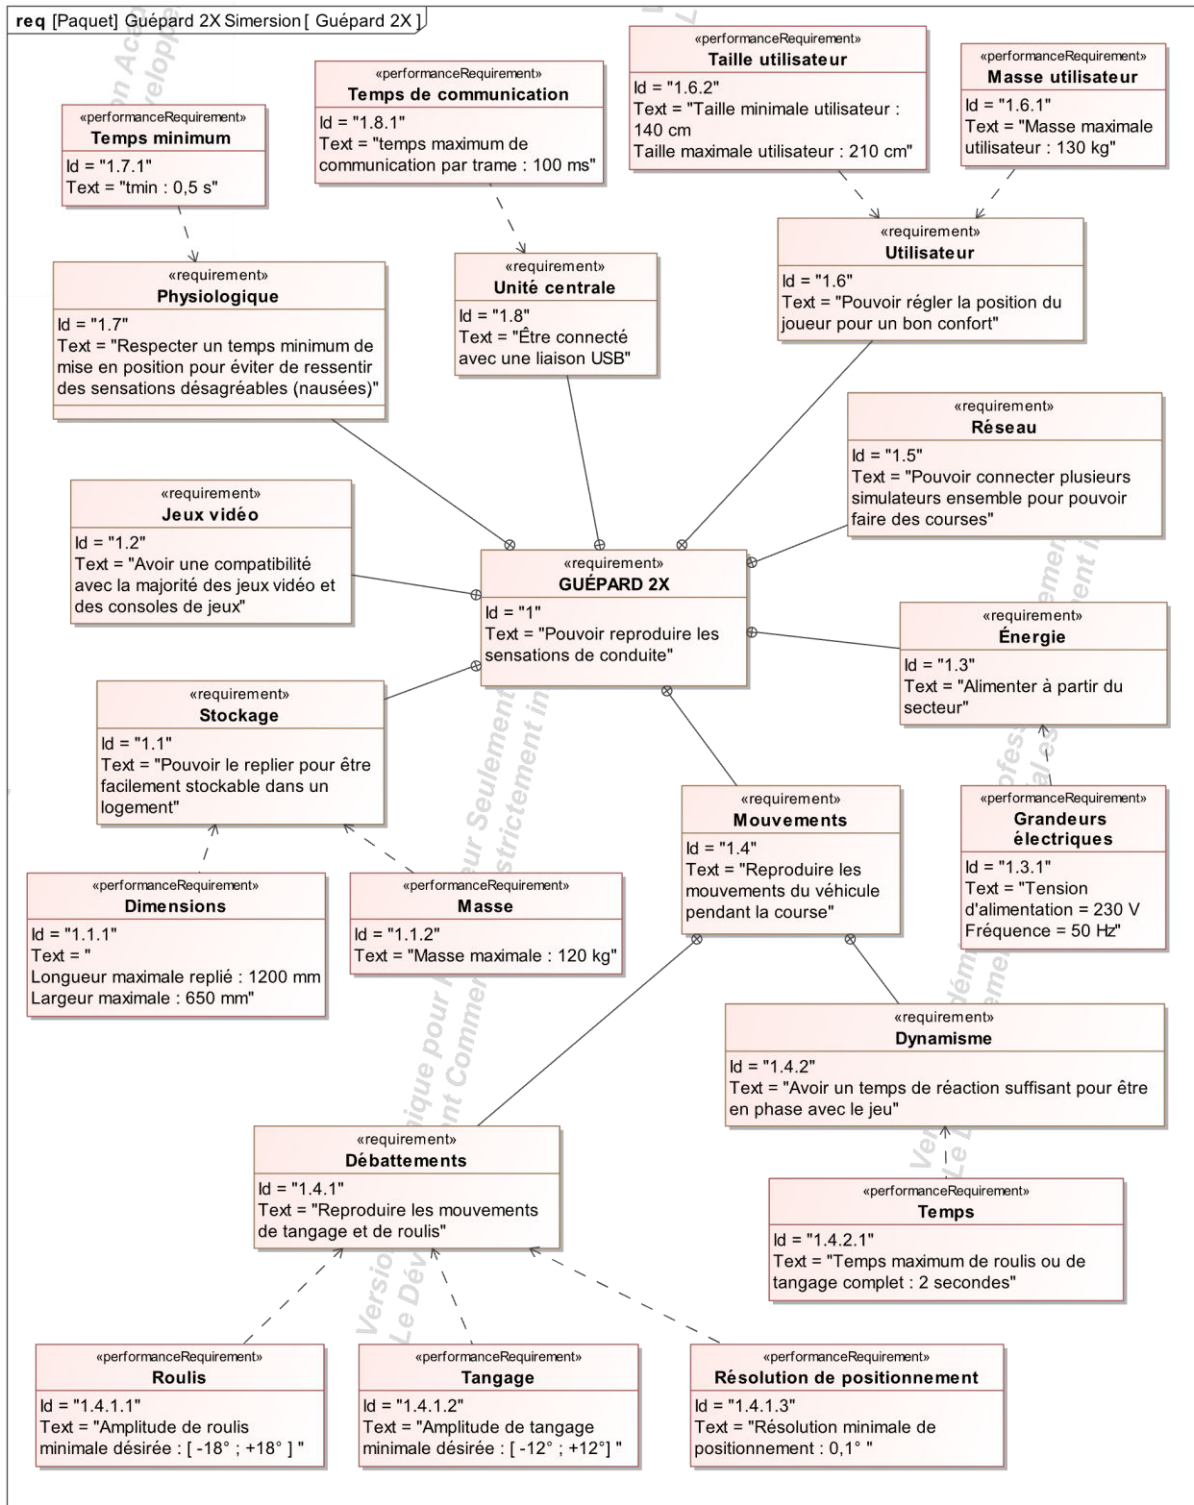 req [Paquet] Guépard 2X Simersion [ Guépard 2X ]
«performanceRequirement»
Taille utilisateur
Id = "1.6.2"
Text = "Taille minimale utilisateur :
140 cm
Taille maximale utilisateur : 210 cm"
«performanceRequirement»
Masse utilisateur
Id = "1.6.1"
Text = "Masse maximale
utilisateur : 130 kg"
«performanceRequirement»
Temps de communication
Id = "1.8.1"
Text = "temps maximum de
communication par trame : 100 ms"
«performanceRequirement»
Temps minimum
Id = "1.7.1"
Text = "tmin : 0,5 s"
«requirement»
Utilisateur
Id = "1.6"
Text = "Pouvoir régler la position du
joueur pour un bon confort"
«requirement»
Unité centrale
Id = "1.8"
Text = "Être connecté
avec une liaison USB"
«requirement»
Physiologique
Id = "1.7"
Text = "Respecter un temps minimum de
mise en position pour éviter de ressentir
des sensations désagréables (nausées)"
«requirement»
Réseau
Id = "1.5"
Text = "Pouvoir connecter plusieurs
simulateurs ensemble pour pouvoir
faire des courses"
«requirement»
Jeux vidéo
Id = "1.2"
Text = "Avoir une compatibilité
avec la majorité des jeux vidéo et
des consoles de jeux"
«requirement»
GUÉPARD 2X
Id = "1"
Text = "Pouvoir reproduire les
sensations de conduite"
«requirement»
Énergie
Id = "1.3"
Text = "Alimenter à partir du
secteur"
«requirement»
Stockage
Id = "1.1"
Text = "Pouvoir le replier pour être
facilement stockable dans un
logement"
«requirement»
Mouvements
Id = "1.4"
Text = "Reproduire les
mouvements du véhicule
pendant la course"
«performanceRequirement»
Grandeurs
électriques
Id = "1.3.1"
Text = "Tension
d'alimentation = 230 V
Fréquence = 50 Hz"
«performanceRequirement»
Dimensions
Id = "1.1.1"
Text = "
Longueur maximale replié : 1200 mm
Largeur maximale : 650 mm"
«performanceRequirement»
Masse
Id = "1.1.2"
Text = "Masse maximale : 120 kg"
«requirement»
Dynamisme
Id = "1.4.2"
Text = "Avoir un temps de réaction suffisant pour être
en phase avec le jeu"
«requirement»
Débattements
Id = "1.4.1"
Text = "Reproduire les mouvements
de tangage et de roulis"
«performanceRequirement»
Temps
Id = "1.4.2.1"
Text = "Temps maximum de roulis ou de
tangage complet : 2 secondes"
«performanceRequirement»
Roulis
Id = "1.4.1.1"
Text = "Amplitude de roulis
minimale désirée : [ -18° ; +18° ] "
«performanceRequirement»
Tangage
Id = "1.4.1.2"
Text = "Amplitude de tangage
minimale désirée : [ -12° ; +12°] "
«performanceRequirement»
Résolution de positionnement
Id = "1.4.1.3"
Text = "Résolution minimale de
positionnement : 0,1° "